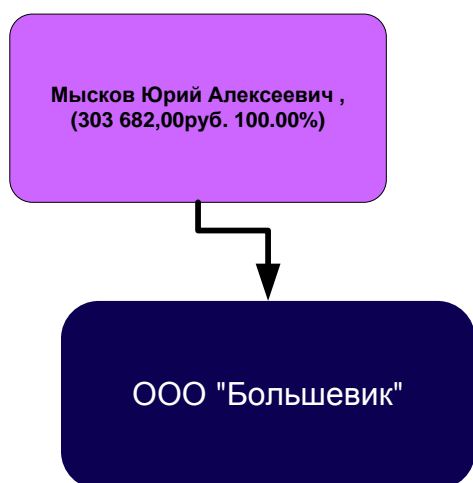 Мысков Юрий Алексеевич ,
(303 682,00руб. 100.00%)
ООО "Большевик"